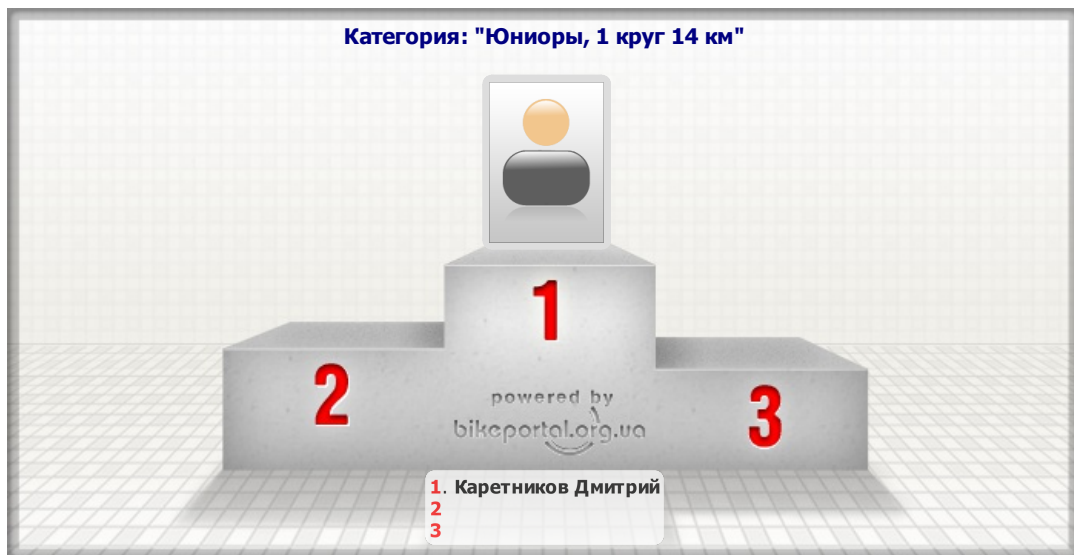 Категория: "Юниоры, 1 круг 14 км"
1
2
3
powered by
bikeportal.org.ua
1. Каретников Дмитрий
2
3